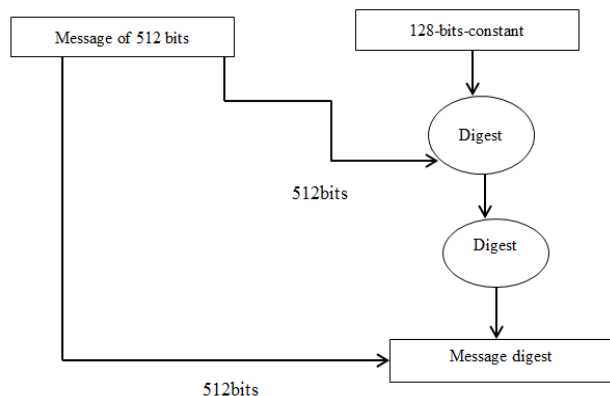 Message of 512 bits
128-bits-constant
Digest
512bits
Digest
Message digest
512bits